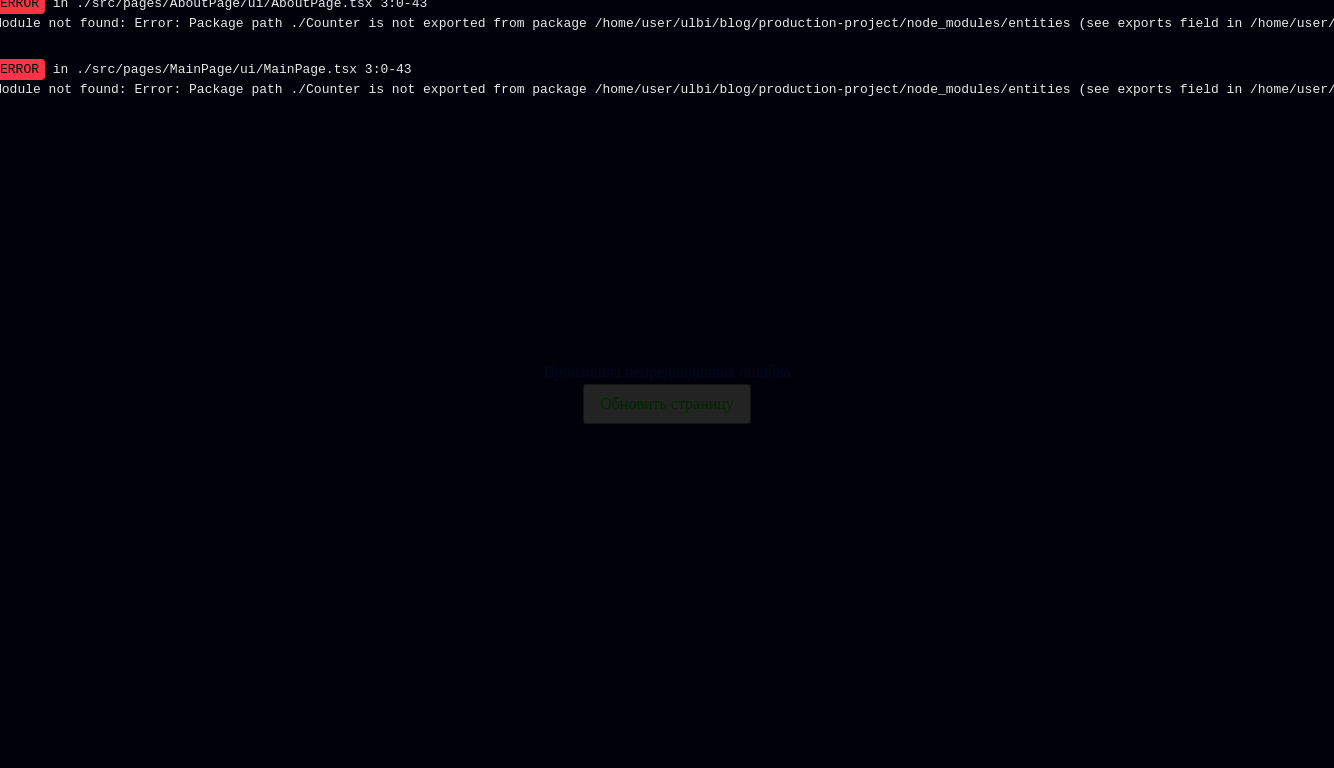 ERROR in ./src/pages/AboutPage/ui/AboutPage.tsx 3:0-43
Module not found: Error: Package path ./Counter is not exported from package /home/user/ulbi/blog/production-project/node_modules/entities (see exports field in /home/user/
ERROR in ./src/pages/MainPage/ui/MainPage.tsx 3:0-43
Module not found: Error: Package path ./Counter is not exported from package /home/user/ulbi/blog/production-project/node_modules/entities (see exports field in /home/user/
Произошла непредвиденная ошибка
Обновить страницу